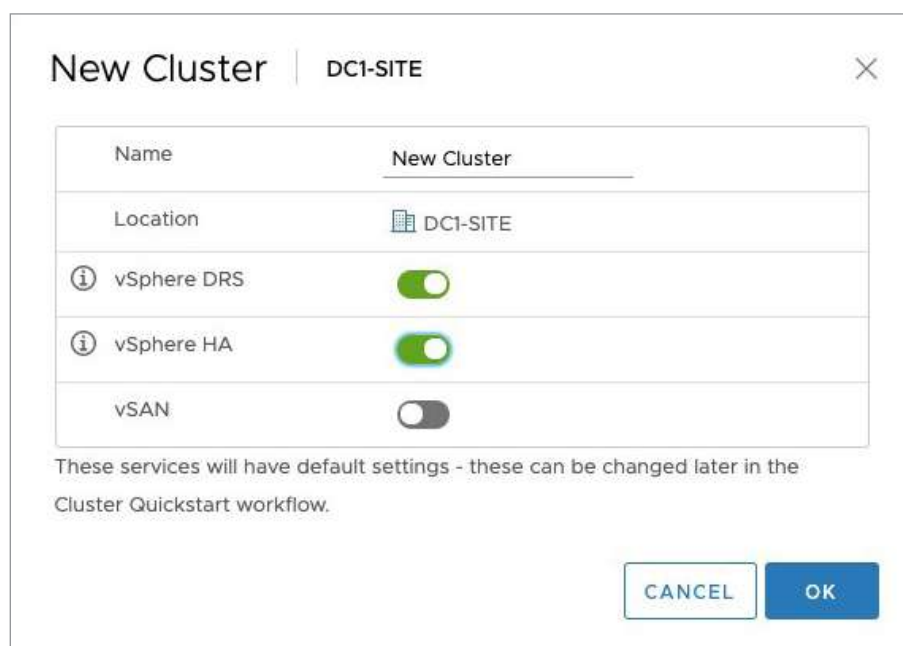 New Cluster DC1-SITE
Name New Cluster
Location DC1-SITE
vSphere DRS
vSphere HA
vSAN
These services will have default settings - these can be changed later in the
Cluster Quickstart workflow.
CANCEL OK